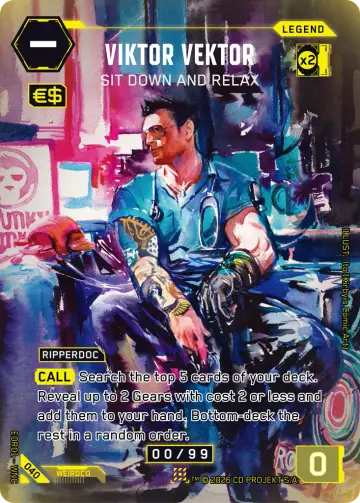 LEGEND
VIKTOR VEKTOR
SIT DOWN AND RELAX
x2
€$
RIPPERDOC
CALL Search the top 5 cards of your deck.
Reveal up to 2 Gears with cost 2 or less and
add them to your hand. Bottom-deck the
rest in a random order.
00/99
0
040
WEIRDCO
™ © 2026 CD PROJEKT S.A.